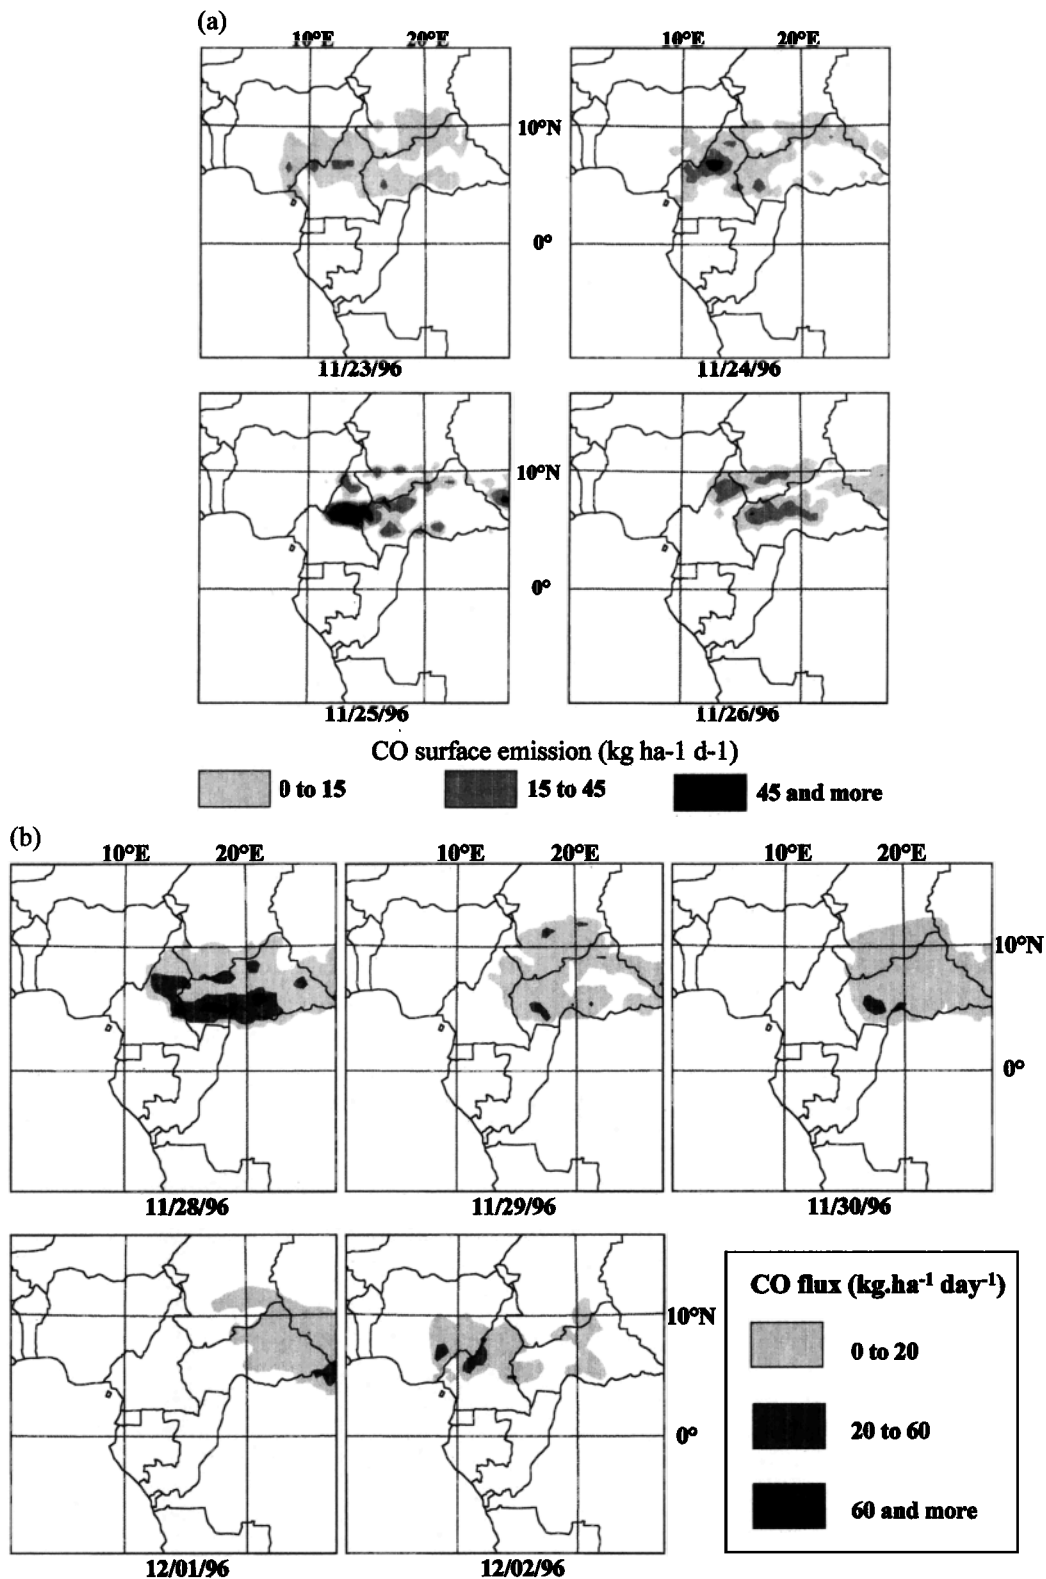 (a)
10°E 20°E
10°E 20°E
10°N
0°
11/23/96
11/24/96
10°N
0°
11/25/96
11/26/96
CO surface emission (kg ha-1 d-1)
0 to 15
15 to 45
45 and more
(b)
10°E 20°E
10°E 20°E
10°E 20°E
10°N
0°
11/28/96
11/29/96
11/30/96
10°N
0°
12/01/96
12/02/96
CO flux (kg.ha⁻¹ day⁻¹)
0 to 20
20 to 60
60 and more